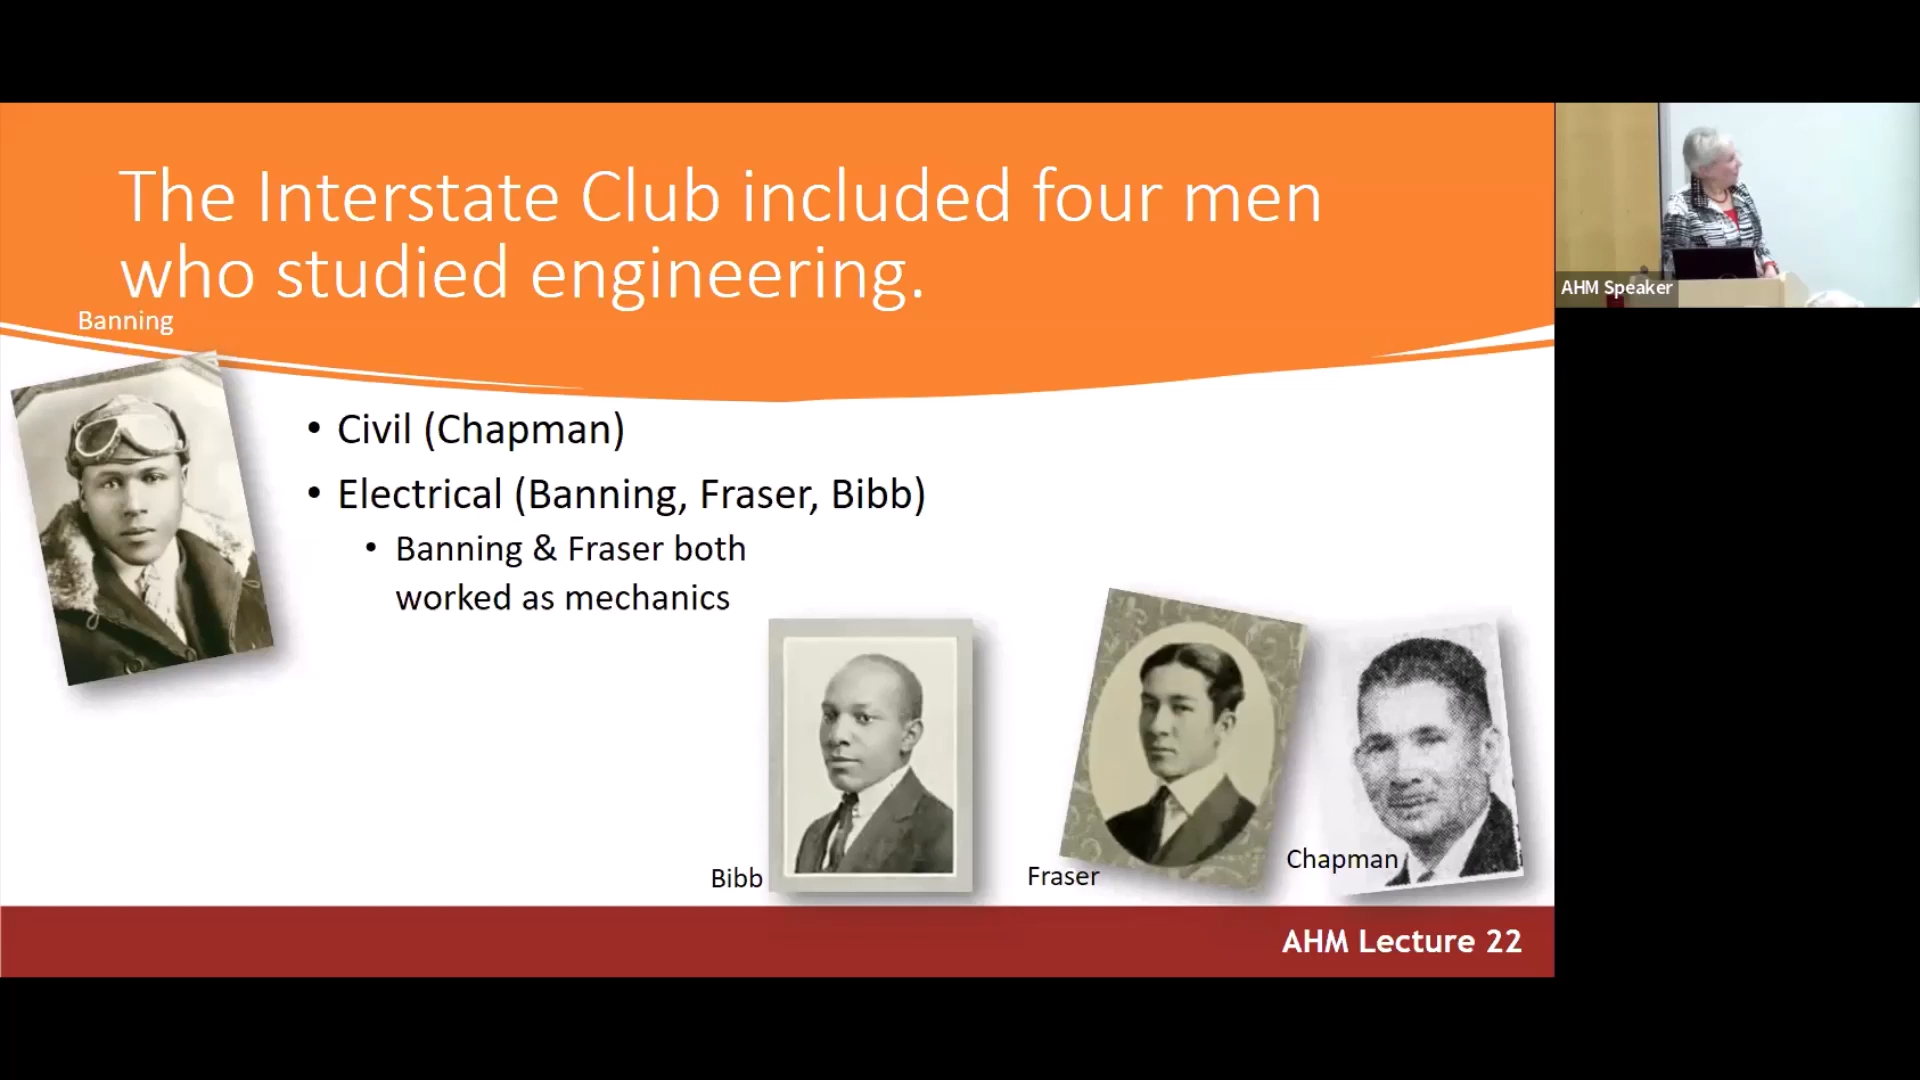 The Interstate Club included four men
who studied engineering.
Banning
• Civil (Chapman)
• Electrical (Banning, Fraser, Bibb)
• Banning & Fraser both
worked as mechanics
Bibb
Fraser
Chapman
AHM Lecture 22
AHM Speaker